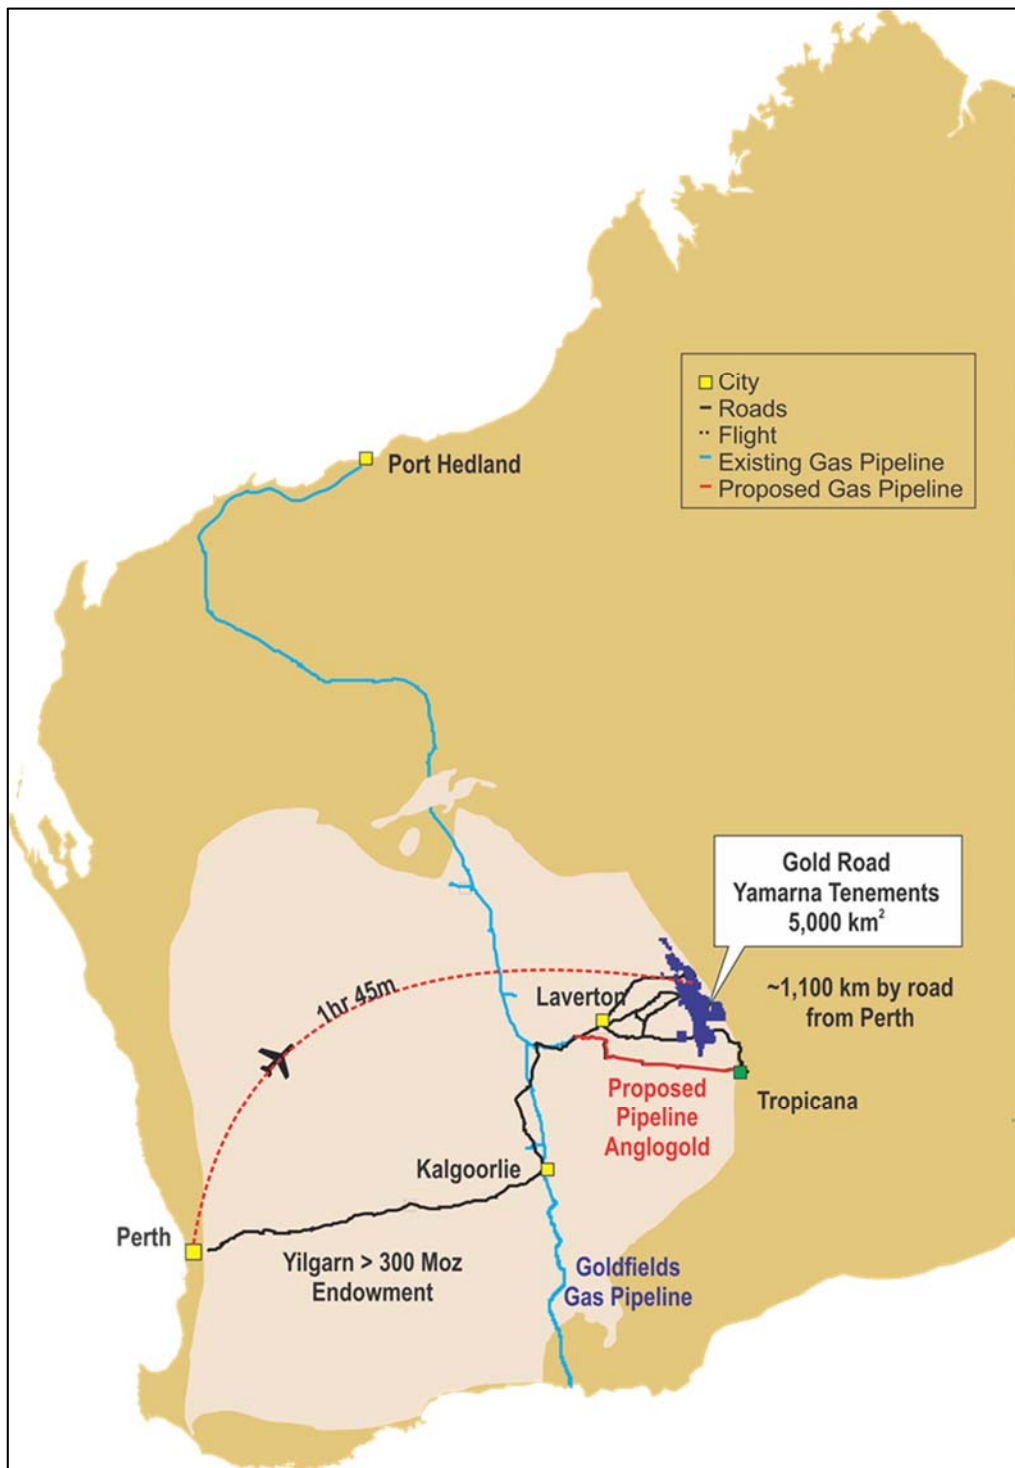 City
Roads
Flight
Existing Gas Pipeline
Proposed Gas Pipeline
Port Hedland
Gold Road
Yamarna Tenements
5,000 km²
~1,100 km by road
from Perth
1hr 45m
Laverton
Proposed
Pipeline
Anglogold
Tropicana
Kalgoorlie
Perth
Yilgarn > 300 Moz
Endowment
Goldfields
Gas Pipeline